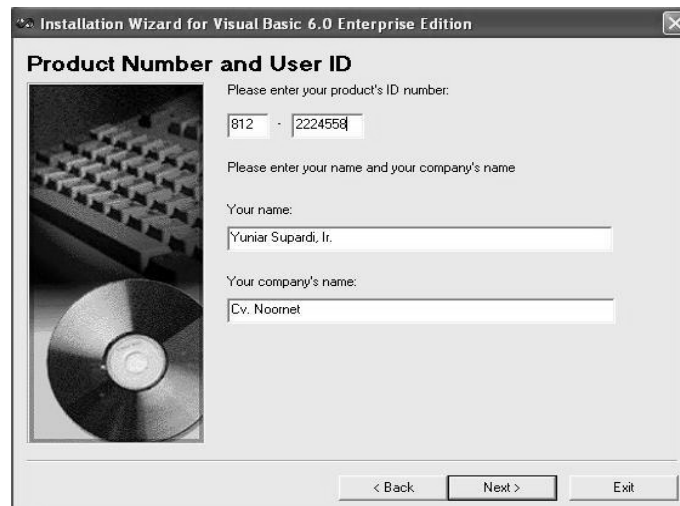 Installation Wizard for Visual Basic 6.0 Enterprise Edition
Product Number and User ID
Please enter your product's ID number:
812 - 2224558
Please enter your name and your company's name
Your name:
Yuniar Supardi, Ir.
Your company's name:
Cv. Noornet
< Back Next > Exit